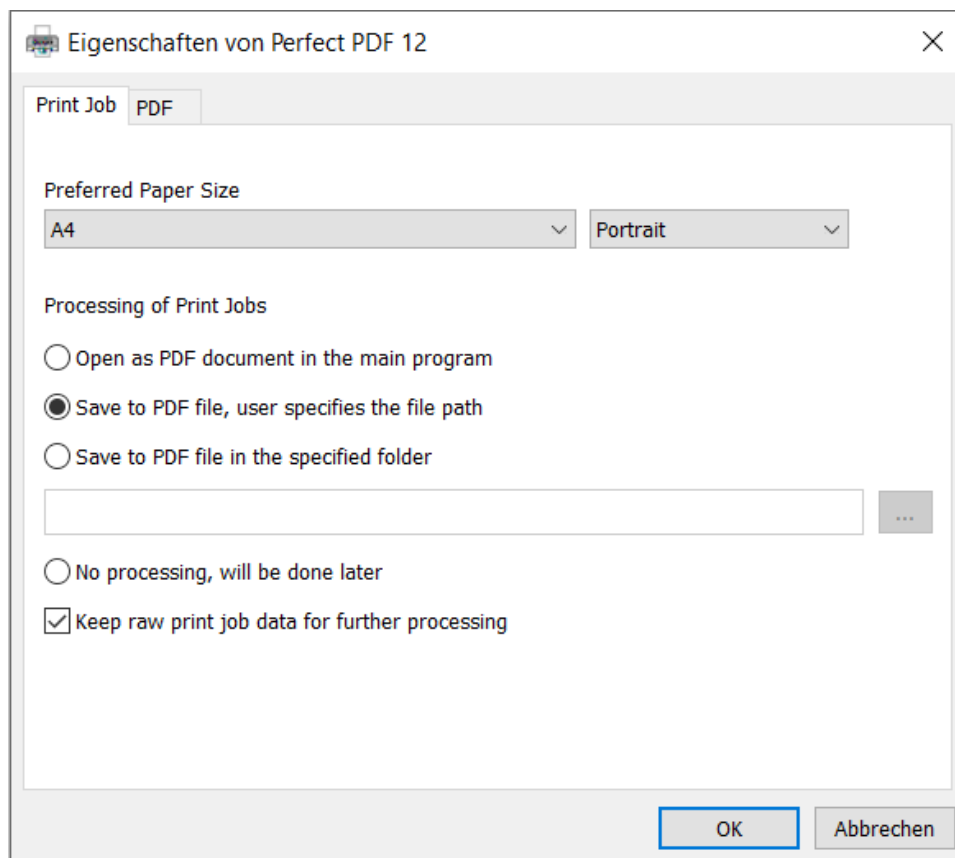 Eigenschaften von Perfect PDF 12
Print Job PDF
Preferred Paper Size
A4 Portrait
Processing of Print Jobs
Open as PDF document in the main program
Save to PDF file, user specifies the file path
Save to PDF file in the specified folder
...
No processing, will be done later
Keep raw print job data for further processing
OK Abbrechen